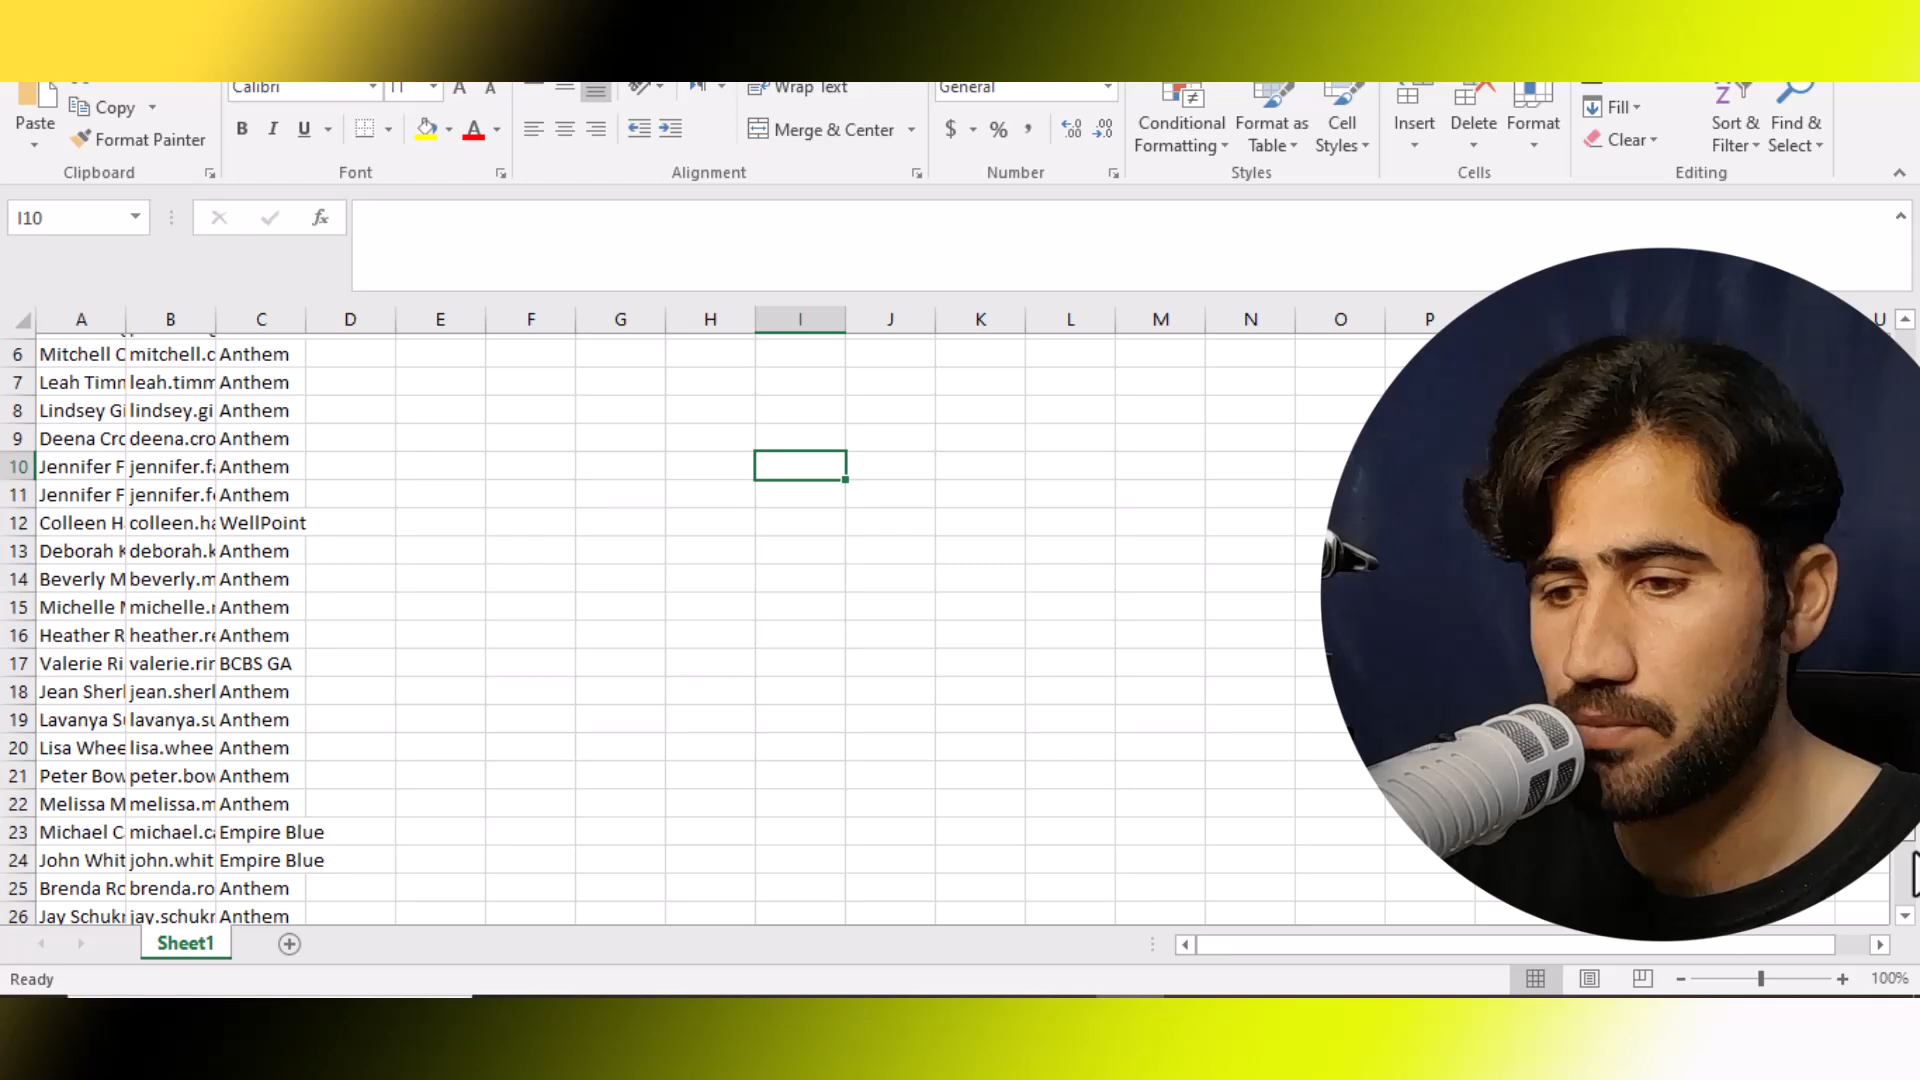 Calibri 11 A A Wrap Text General
Paste Copy Format Painter
B I U A Merge & Center $ % , .00 .00
Conditional Formatting Format as Table Cell Styles Insert Delete Format Fill Clear Sort & Filter Find & Select
Clipboard Font Alignment Number Styles Cells Editing
I10 fx
A B C D E F G H I J K L M N O P U
6 Mitchell C mitchell.c Anthem
7 Leah Timn leah.timm Anthem
8 Lindsey Gi lindsey.gi Anthem
9 Deena Cro deena.cro Anthem
10 Jennifer F jennifer.fa Anthem
11 Jennifer F jennifer.fo Anthem
12 Colleen H colleen.ha WellPoint
13 Deborah K deborah.k Anthem
14 Beverly M beverly.m Anthem
15 Michelle michelle. Anthem
16 Heather R heather.re Anthem
17 Valerie Ri valerie.rin BCBS GA
18 Jean Sherl jean.sherl Anthem
19 Lavanya S lavanya.su Anthem
20 Lisa Whee lisa.whee Anthem
21 Peter Bow peter.bow Anthem
22 Melissa M melissa.m Anthem
23 Michael C michael.ca Empire Blue
24 John Whit john.whit Empire Blue
25 Brenda Ro brenda.ro Anthem
26 Jay Schukr jay.schukr Anthem
Sheet1
Ready 100%